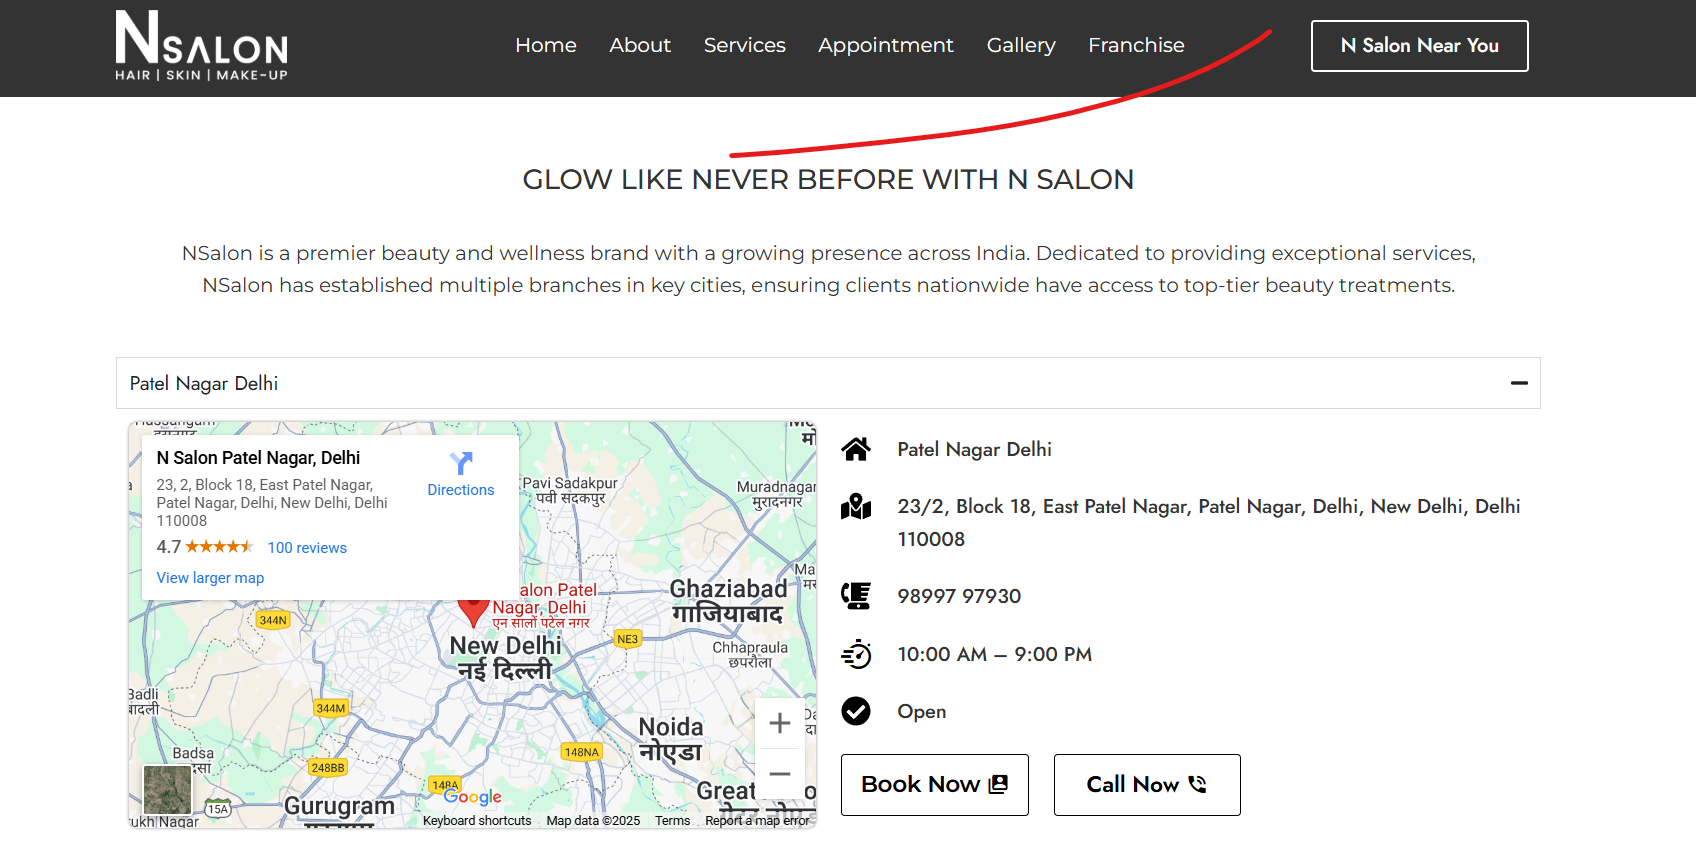 NSALON
HAIR | SKIN | MAKE-UP
Home About Services Appointment Gallery Franchise
N Salon Near You
GLOW LIKE NEVER BEFORE WITH N SALON
NSalon is a premier beauty and wellness brand with a growing presence across India. Dedicated to providing exceptional services,
NSalon has established multiple branches in key cities, ensuring clients nationwide have access to top-tier beauty treatments.
Patel Nagar Delhi
N Salon Patel Nagar, Delhi
23, 2, Block 18, East Patel Nagar,
Patel Nagar, Delhi, New Delhi, Delhi
110008
4.7
100 reviews
View larger map
Directions
Pavi Sadakpur
पवी संदकपुर
Muradnagar
मुरादनगर
alon Patel
Nagar, Delhi
एन सालों पटेल नगर
Ghaziabad
गाजियाबाद
344N
New Delhi
नई दिल्ली
NE3
Chhapraula
छपरौला
Badli
344M
Noida
नोएडा
148NA
Badsa
248BB
148A
15A
Gurugram
Great
Google
Keyboard shortcuts Map data ©2025 Terms Report a map error
Patel Nagar Delhi
23/2, Block 18, East Patel Nagar, Patel Nagar, Delhi, New Delhi, Delhi
110008
98997 97930
10:00 AM – 9:00 PM
Open
Book Now
Call Now